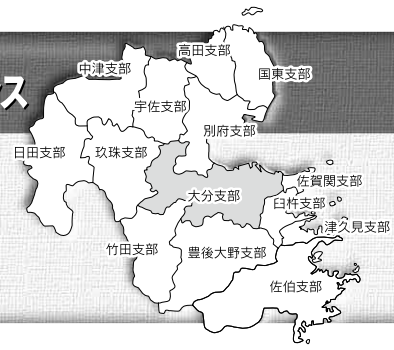 高田支部
中津支部
国東支部
ス
宇佐支部
別府支部
日田支部
玖珠支部
佐賀関支部
大分支部
臼杵支部
津久見支部
竹田支部
豊後大野支部
佐伯支部